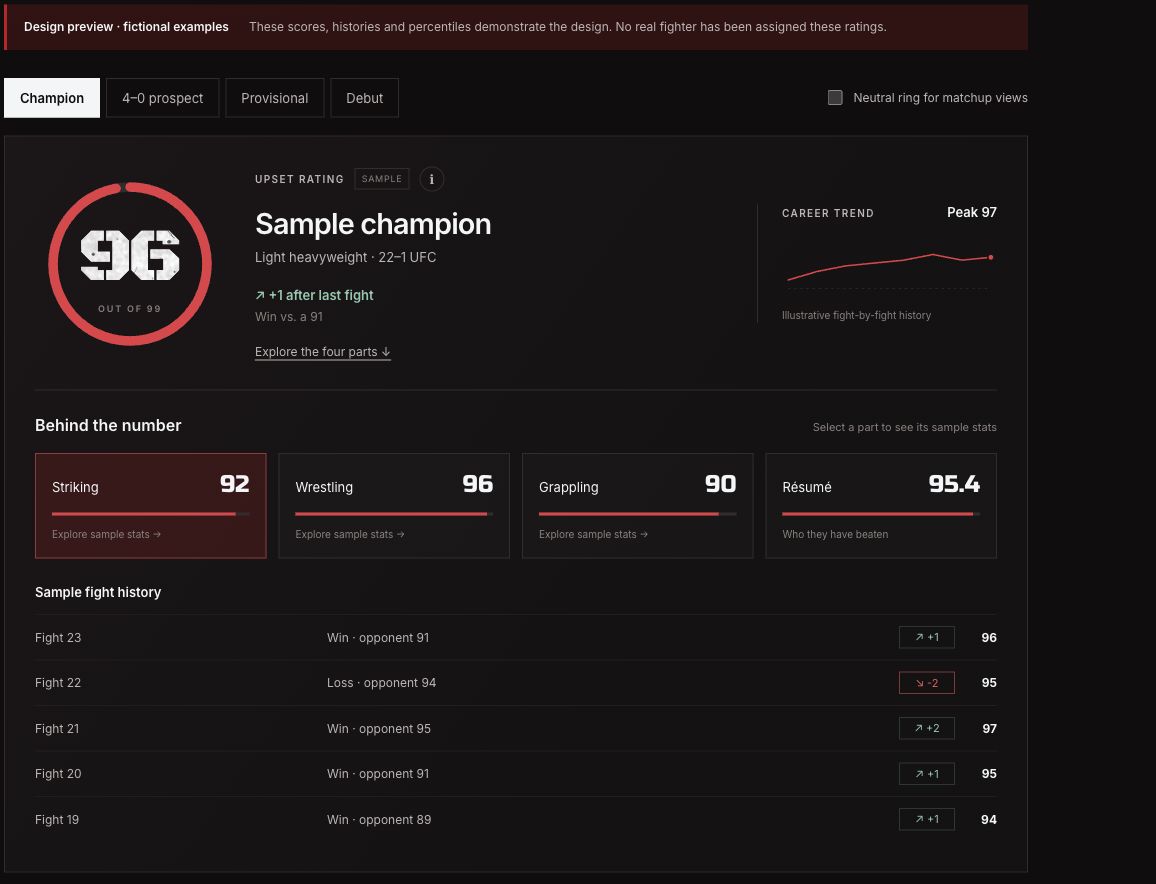 Design preview · fictional examples These scores, histories and percentiles demonstrate the design. No real fighter has been assigned these ratings.
Champion 4–0 prospect Provisional Debut Neutral ring for matchup views
UPSET RATING SAMPLE i
Sample champion
Light heavyweight · 22–1 UFC
↗ +1 after last fight
Win vs. a 91
Explore the four parts ↓
96
OUT OF 99
CAREER TREND Peak 97
Illustrative fight-by-fight history
Behind the number Select a part to see its sample stats
Striking 92
Explore sample stats →
Wrestling 96
Explore sample stats →
Grappling 90
Explore sample stats →
Résumé 95.4
Who they have beaten
Sample fight history
Fight 23 Win · opponent 91 ↗ +1 96
Fight 22 Loss · opponent 94 ↘ -2 95
Fight 21 Win · opponent 95 ↗ +2 97
Fight 20 Win · opponent 91 ↗ +1 95
Fight 19 Win · opponent 89 ↗ +1 94